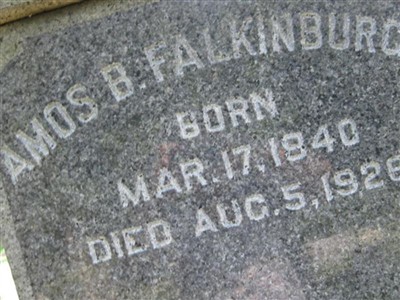 AMOS B. FALKINBURG
BORN
MAR. 17, 1840
DIED AUG. 5, 1926